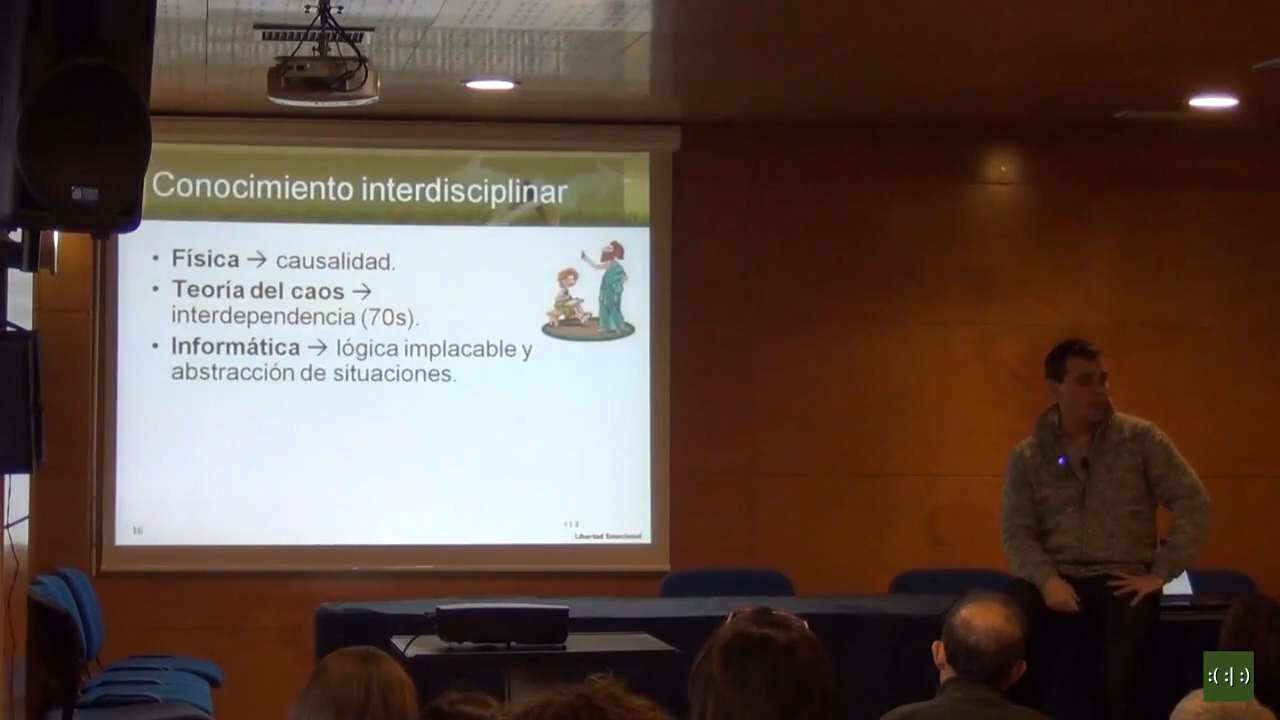 Conocimiento interdisciplinar
• Física → causalidad.
• Teoría del caos →
interdependencia (70s).
• Informática → lógica implacable y
abstracción de situaciones.
16
Libertad Emocional
:( :| :)